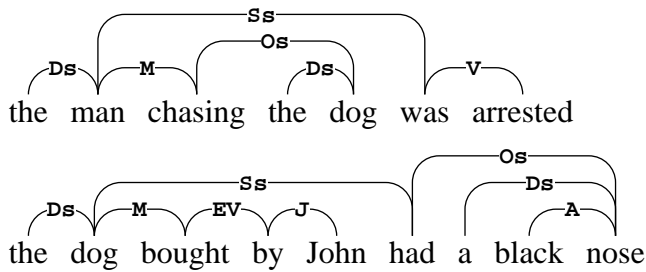 Ss
Os
Ds M Ds V
the man chasing the dog was arrested
Os
Ss Ds
Ds M EV J A
the dog bought by John had a black nose